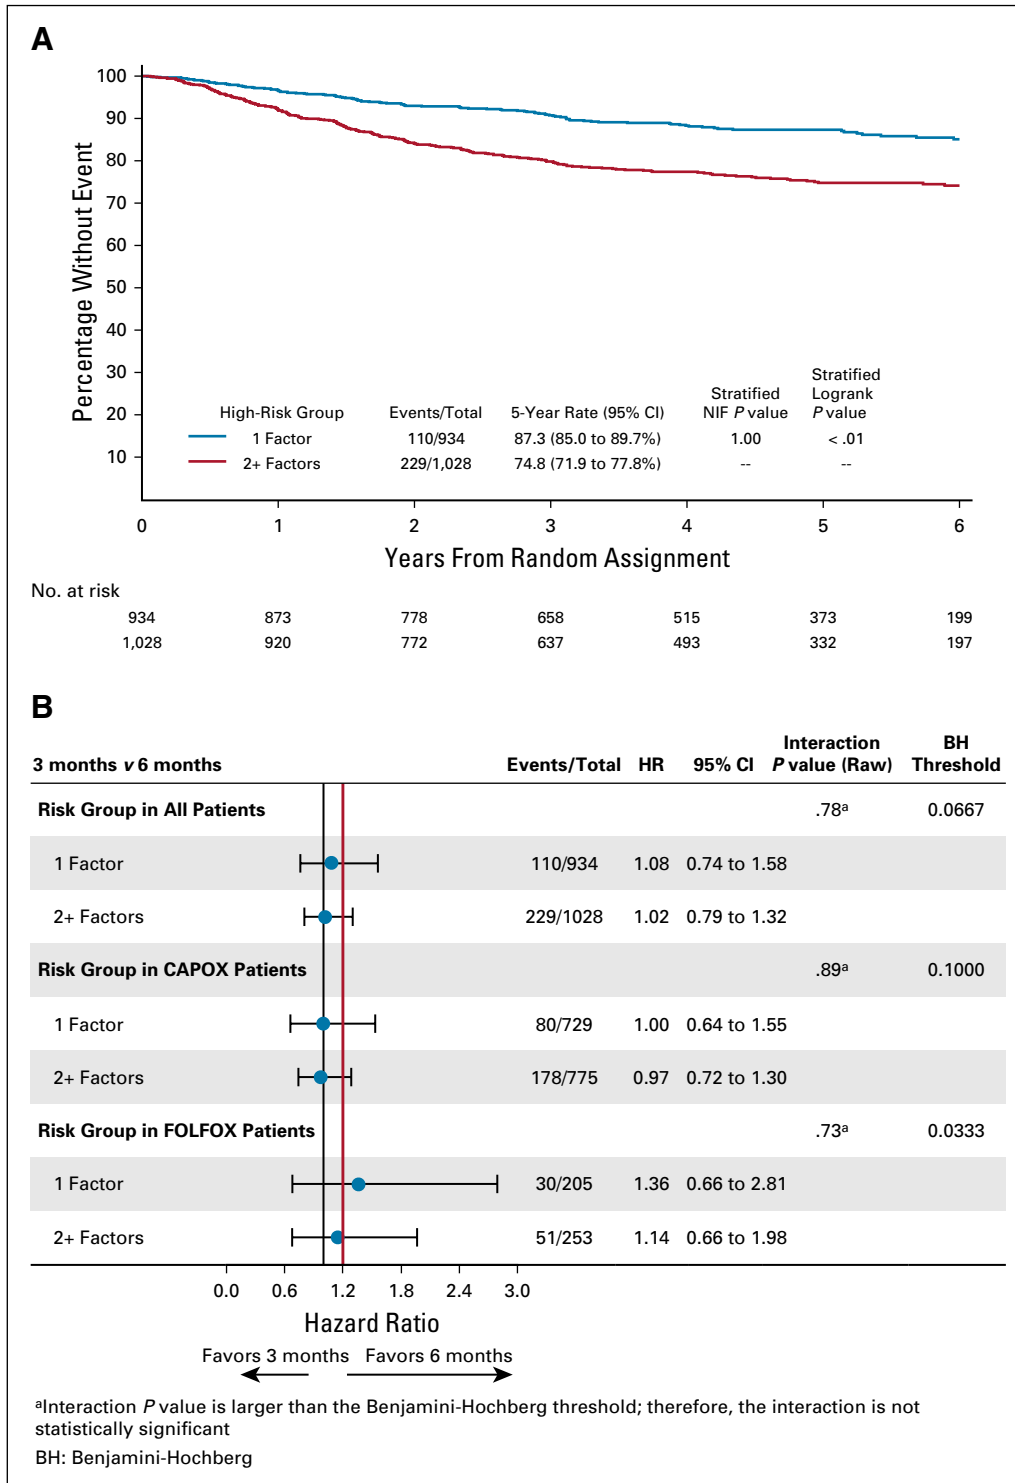 A
Percentage Without Event
100
90
80
70
60
50
40
30
20
10
High-Risk Group Events/Total 5-Year Rate (95% CI) Stratified NIF P value Stratified Logrank P value
1 Factor 110/934 87.3 (85.0 to 89.7%) 1.00 < .01
2+ Factors 229/1,028 74.8 (71.9 to 77.8%) -- --
0 1 2 3 4 5 6
Years From Random Assignment
No. at risk
934 873 778 658 515 373 199
1,028 920 772 637 493 332 197
B
3 months v 6 months Events/Total HR 95% CI Interaction P value (Raw) BH Threshold
Risk Group in All Patients .78a 0.0667
1 Factor 110/934 1.08 0.74 to 1.58
2+ Factors 229/1028 1.02 0.79 to 1.32
Risk Group in CAPOX Patients .89a 0.1000
1 Factor 80/729 1.00 0.64 to 1.55
2+ Factors 178/775 0.97 0.72 to 1.30
Risk Group in FOLFOX Patients .73a 0.0333
1 Factor 30/205 1.36 0.66 to 2.81
2+ Factors 51/253 1.14 0.66 to 1.98
0.0 0.6 1.2 1.8 2.4 3.0
Hazard Ratio
Favors 3 months Favors 6 months
aInteraction P value is larger than the Benjamini-Hochberg threshold; therefore, the interaction is not
statistically significant
BH: Benjamini-Hochberg